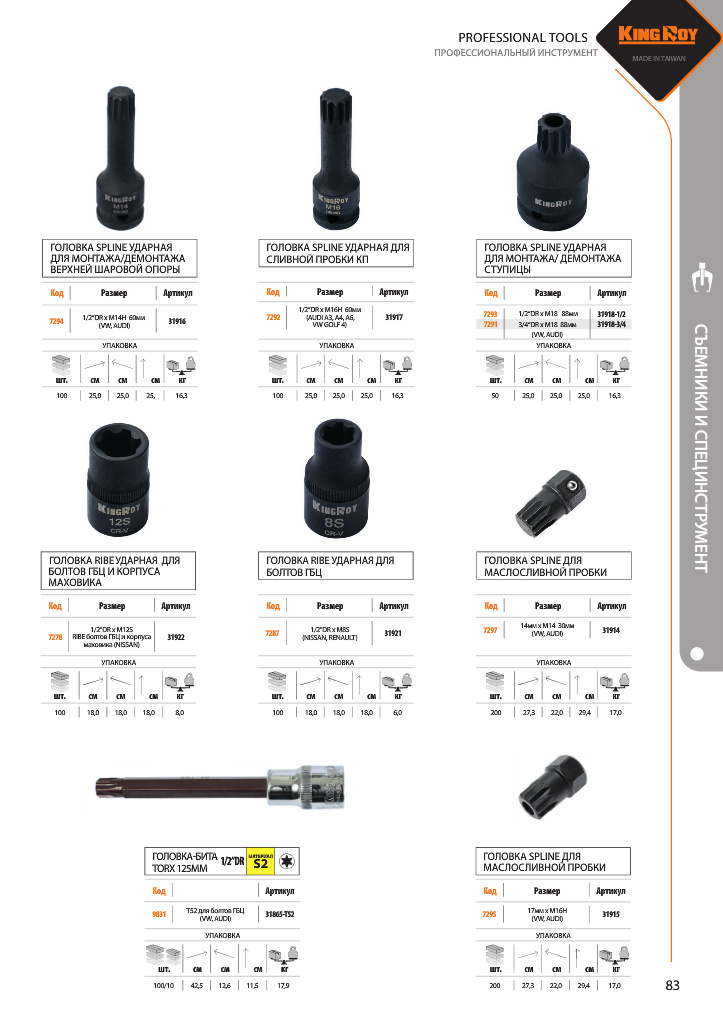 PROFESSIONAL TOOLS
ПРОФЕССИОНАЛЬНЫЙ ИНСТРУМЕНТ
KING ROY
MADE IN TAIWAN
KINGROY
M14
KINGROY
M16
KINGROY
ГОЛОВКА SPLINE УДАРНАЯ
ДЛЯ МОНТАЖА/ДЕМОНТАЖА
ВЕРХНЕЙ ШАРОВОЙ ОПОРЫ
Код Размер Артикул
7294 1/2"DR x M14H 60мм 31916
(VW, AUDI)
УПАКОВКА
шт. см см см кг
100 25,0 25,0 25, 16,3
ГОЛОВКА SPLINE УДАРНАЯ ДЛЯ
СЛИВНОЙ ПРОБКИ КП
Код Размер Артикул
7292 1/2"DR x M16H 60мм 31917
(AUDI A3, A4, A6,
VW GOLF 4)
УПАКОВКА
шт. см см см кг
100 25,0 25,0 25,0 16,3
ГОЛОВКА SPLINE УДАРНАЯ
ДЛЯ МОНТАЖА/ ДЕМОНТАЖА
СТУПИЦЫ
Код Размер Артикул
7293 1/2"DR x M18 88мм 31918-1/2
7291 3/4"DR x M18 88мм 31918-3/4
(VW, AUDI)
УПАКОВКА
шт. см см см кг
50 25,0 25,0 25,0 16,3
СЪЕМНИКИ И СПЕЦИНСТРУМЕНТ
KINGROY
12S
CR-V
KINGROY
8S
CR-V
ГОЛОВКА RIBE УДАРНАЯ ДЛЯ
БОЛТОВ ГБЦ И КОРПУСА
МАХОВИКА
Код Размер Артикул
7278 1/2"DR x M12S 31922
RIBE болтов ГБЦ и корпуса
маховика (NISSAN)
УПАКОВКА
шт. см см см кг
100 18,0 18,0 18,0 8,0
ГОЛОВКА RIBE УДАРНАЯ ДЛЯ
БОЛТОВ ГБЦ
Код Размер Артикул
7287 1/2"DR x M8S 31921
(NISSAN, RENAULT)
УПАКОВКА
шт. см см см кг
100 18,0 18,0 18,0 6,0
ГОЛОВКА SPLINE ДЛЯ
МАСЛОСЛИВНОЙ ПРОБКИ
Код Размер Артикул
7297 14мм x M14 30мм 31914
(VW, AUDI)
УПАКОВКА
шт. см см см кг
200 27,3 22,0 29,4 17,0
ГОЛОВКА-БИТА 1/2"DR МАТЕРИАЛ
TORX 125ММ S2
Код Артикул
9831 T52 для болтов ГБЦ 31865-T52
(VW, AUDI)
УПАКОВКА
шт. см см см кг
100/10 42,5 12,6 11,5 17,9
ГОЛОВКА SPLINE ДЛЯ
МАСЛОСЛИВНОЙ ПРОБКИ
Код Размер Артикул
7295 17мм x M16H 31915
(VW, AUDI)
УПАКОВКА
шт. см см см кг
200 27,3 22,0 29,4 17,0
83